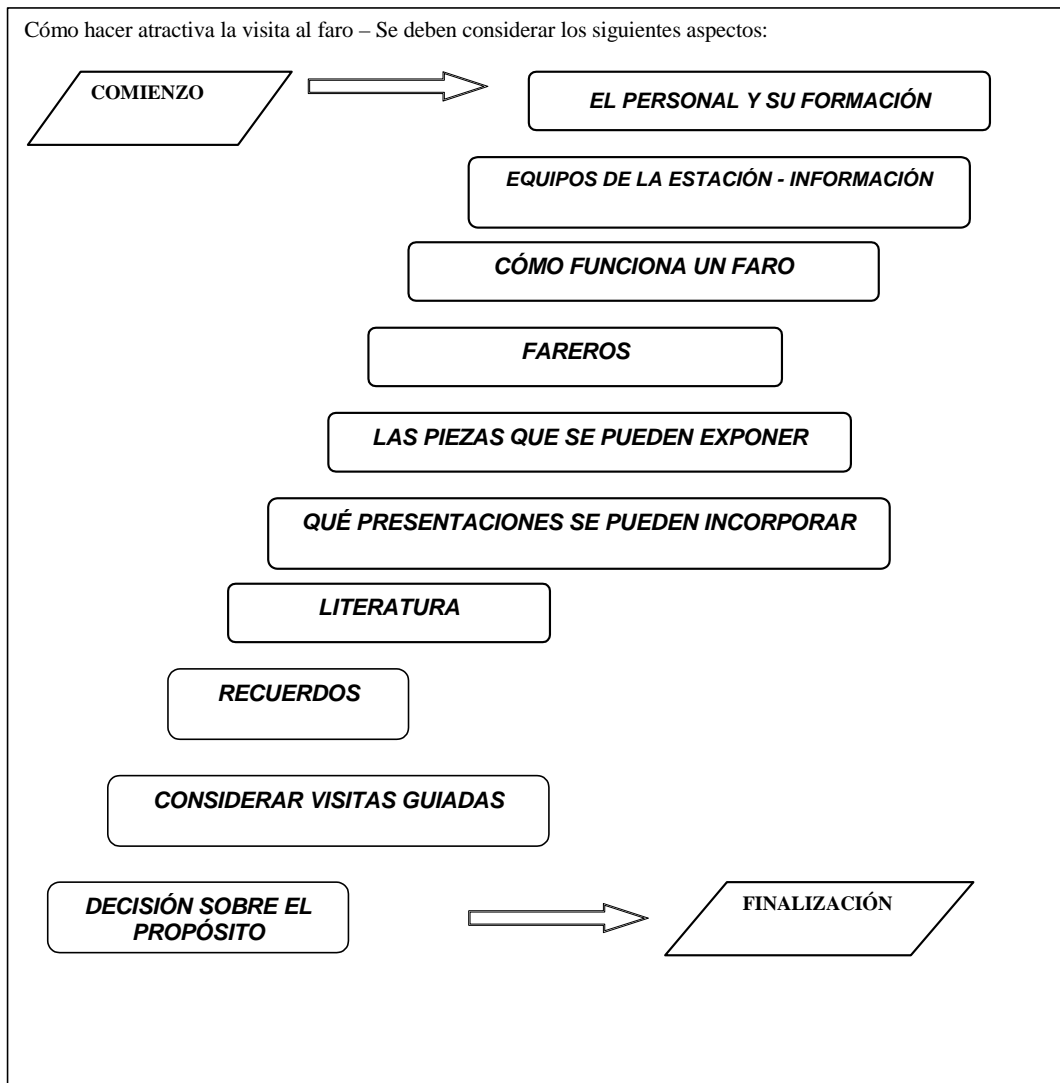 Cómo hacer atractiva la visita al faro – Se deben considerar los siguientes aspectos:
COMIENZO
EL PERSONAL Y SU FORMACIÓN
EQUIPOS DE LA ESTACIÓN - INFORMACIÓN
CÓMO FUNCIONA UN FARO
FAREROS
LAS PIEZAS QUE SE PUEDEN EXPONER
QUÉ PRESENTACIONES SE PUEDEN INCORPORAR
LITERATURA
RECUERDOS
CONSIDERAR VISITAS GUIADAS
DECISIÓN SOBRE EL
PROPÓSITO
FINALIZACIÓN